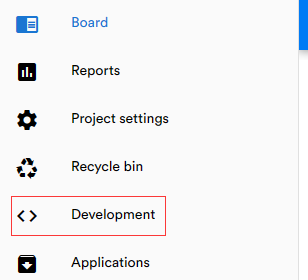 Board
Reports
Project settings
Recycle bin
Development
Applications